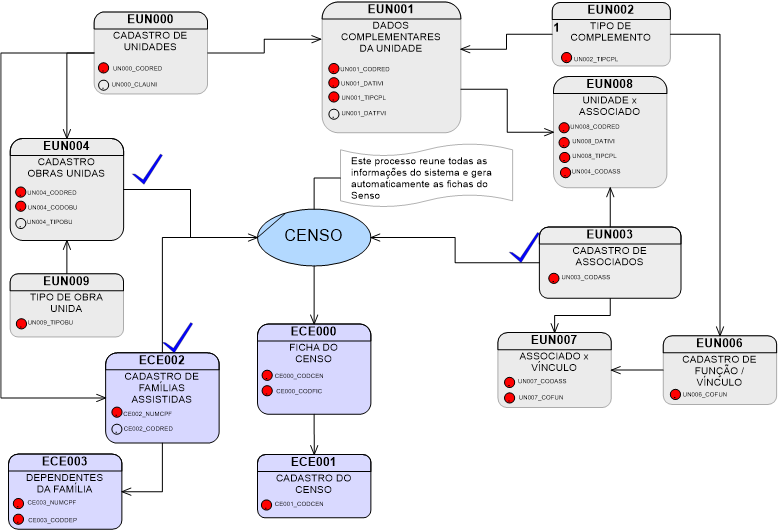 EUN000
CADASTRO DE
UNIDADES
UN000_CODRED
UN000_CLAUNI
EUN001
DADOS
COMPLEMENTARES
DA UNIDADE
UN001_CODRED
UN001_DATIVI
UN001_TIPCPL
UN001_DATFVI
EUN002
1
TIPO DE
COMPLEMENTO
UN002_TIPCPL
EUN008
UNIDADE x
ASSOCIADO
UN008_CODRED
UN008_DATIVI
UN008_TIPCPL
UN004_CODASS
EUN004
CADASTRO
OBRAS UNIDAS
UN004_CODRED
UN004_CODOBU
UN004_TIPOBU
Este processo reune todas as
informações do sistema e gera
automaticamente as fichas do
Senso
CENSO
EUN003
CADASTRO DE
ASSOCIADOS
UN003_CODASS
EUN009
TIPO DE OBRA
UNIDA
UN009_TIPOBU
ECE000
FICHA DO
CENSO
CE000_CODCEN
CE000_CODFIC
EUN007
ASSOCIADO x
VÍNCULO
UN007_CODASS
UN007_COFUN
EUN006
CADASTRO DE
FUNÇÃO /
VÍNCULO
UN006_COFUN
ECE002
CADASTRO DE
FAMÍLIAS
ASSISTIDAS
CE002_NUMCPF
CE002_CODRED
ECE003
DEPENDENTES
DA FAMÍLIA
CE003_NUMCPF
CE003_CODDEP
ECE001
CADASTRO DO
CENSO
CE001_CODCEN